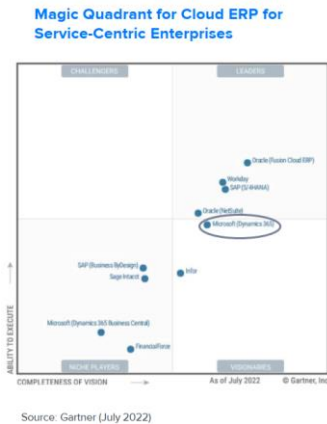 Magic Quadrant for Cloud ERP for
Service-Centric Enterprises
CHALLENGERS
LEADERS
Oracle (Fusion Cloud ERP)
Workday
SAP (S/4HANA)
Oracle (NetSuite)
Microsoft (Dynamics 365)
SAP (Business ByDesign)
Infor
Sage Intacct
Microsoft (Dynamics 365 Business Central)
FinancialForce
ABILITY TO EXECUTE
NICHE PLAYERS
VISIONARIES
COMPLETENESS OF VISION
As of July 2022
© Gartner, Inc
Source: Gartner (July 2022)